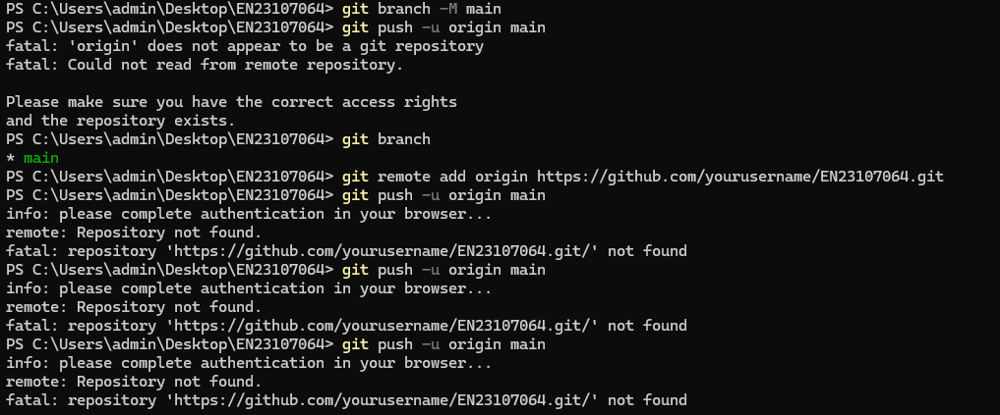 PS C:\Users\admin\Desktop\EN23107064> git branch -M main
PS C:\Users\admin\Desktop\EN23107064> git push -u origin main
fatal: 'origin' does not appear to be a git repository
fatal: Could not read from remote repository.

Please make sure you have the correct access rights
and the repository exists.
PS C:\Users\admin\Desktop\EN23107064> git branch
* main
PS C:\Users\admin\Desktop\EN23107064> git remote add origin https://github.com/yourusername/EN23107064.git
PS C:\Users\admin\Desktop\EN23107064> git push -u origin main
info: please complete authentication in your browser...
remote: Repository not found.
fatal: repository 'https://github.com/yourusername/EN23107064.git/' not found
PS C:\Users\admin\Desktop\EN23107064> git push -u origin main
info: please complete authentication in your browser...
remote: Repository not found.
fatal: repository 'https://github.com/yourusername/EN23107064.git/' not found
PS C:\Users\admin\Desktop\EN23107064> git push -u origin main
info: please complete authentication in your browser...
remote: Repository not found.
fatal: repository 'https://github.com/yourusername/EN23107064.git/' not found